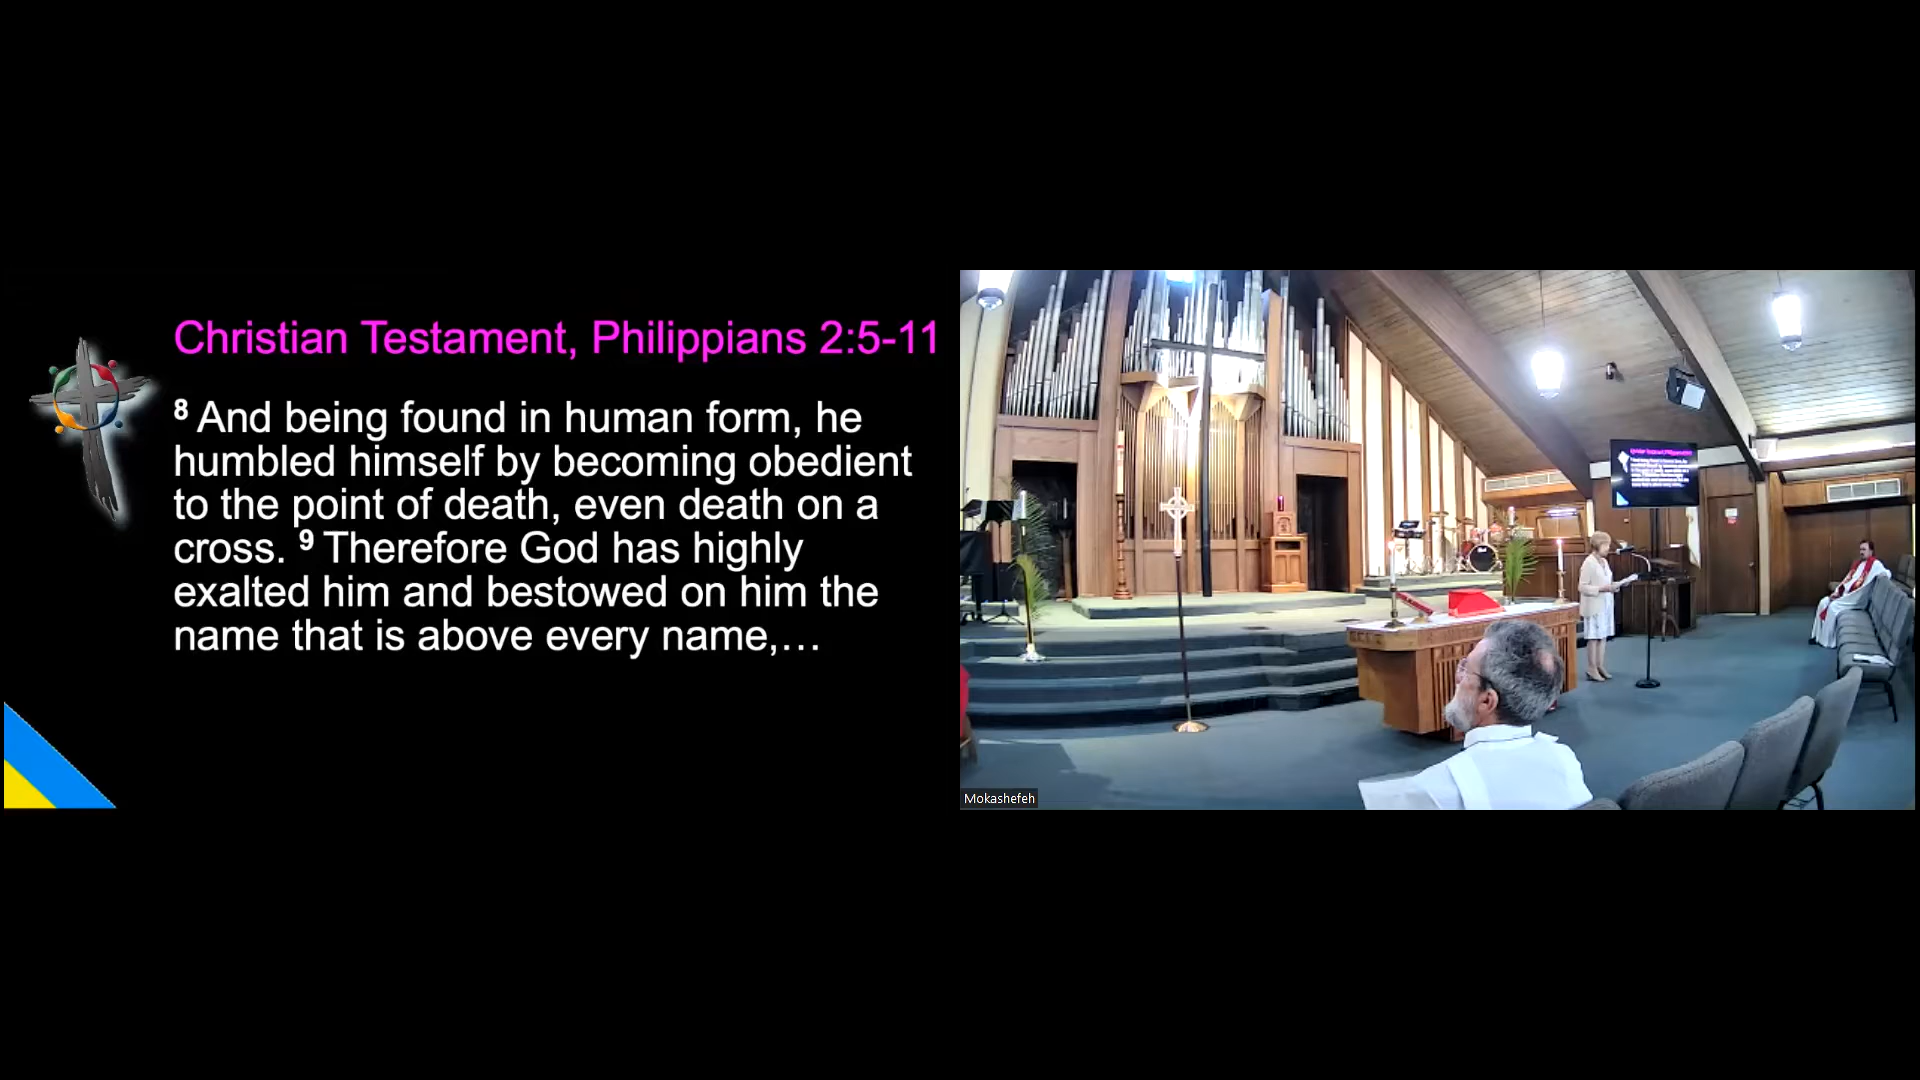 Christian Testament, Philippians 2:5-11
8 And being found in human form, he
humbled himself by becoming obedient
to the point of death, even death on a
cross. 9 Therefore God has highly
exalted him and bestowed on him the
name that is above every name,…
Mokashefeh